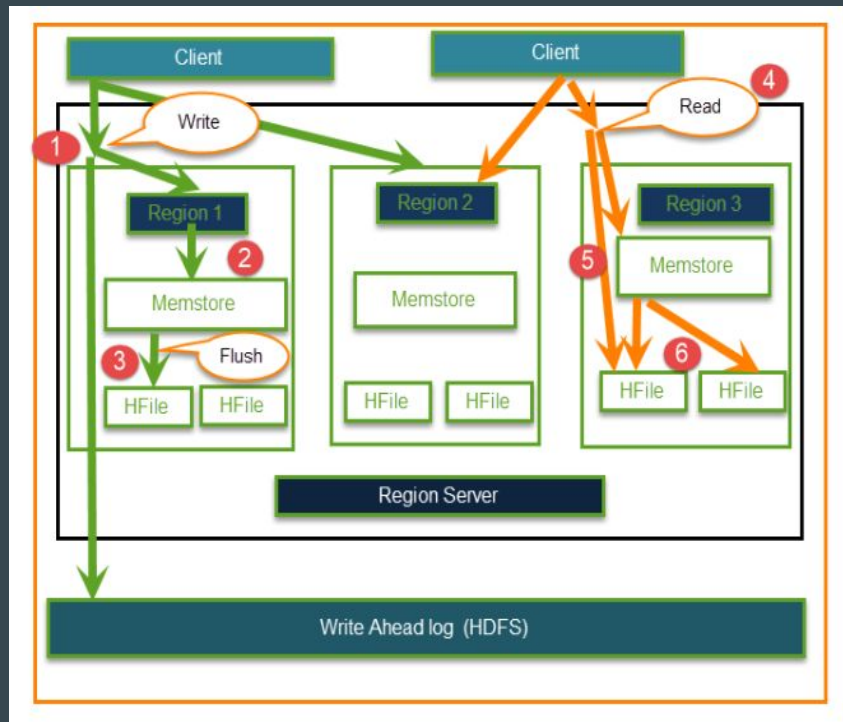 Client
Client
4
Write
Read
1
Region 1
Region 2
Region 3
2
5
Memstore
Memstore
Memstore
3
Flush
6
HFile
HFile
HFile
HFile
HFile
HFile
Region Server
Write Ahead log (HDFS)